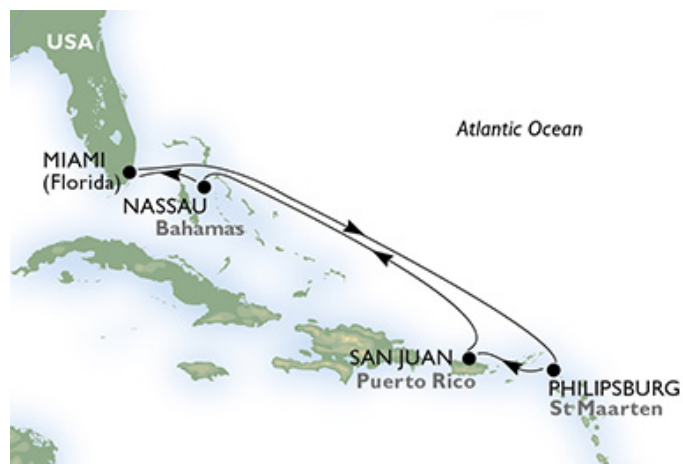 USA
Atlantic Ocean
MIAMI
(Florida)
NASSAU
Bahamas
SAN JUAN
Puerto Rico
PHILIPSBURG
St Maarten